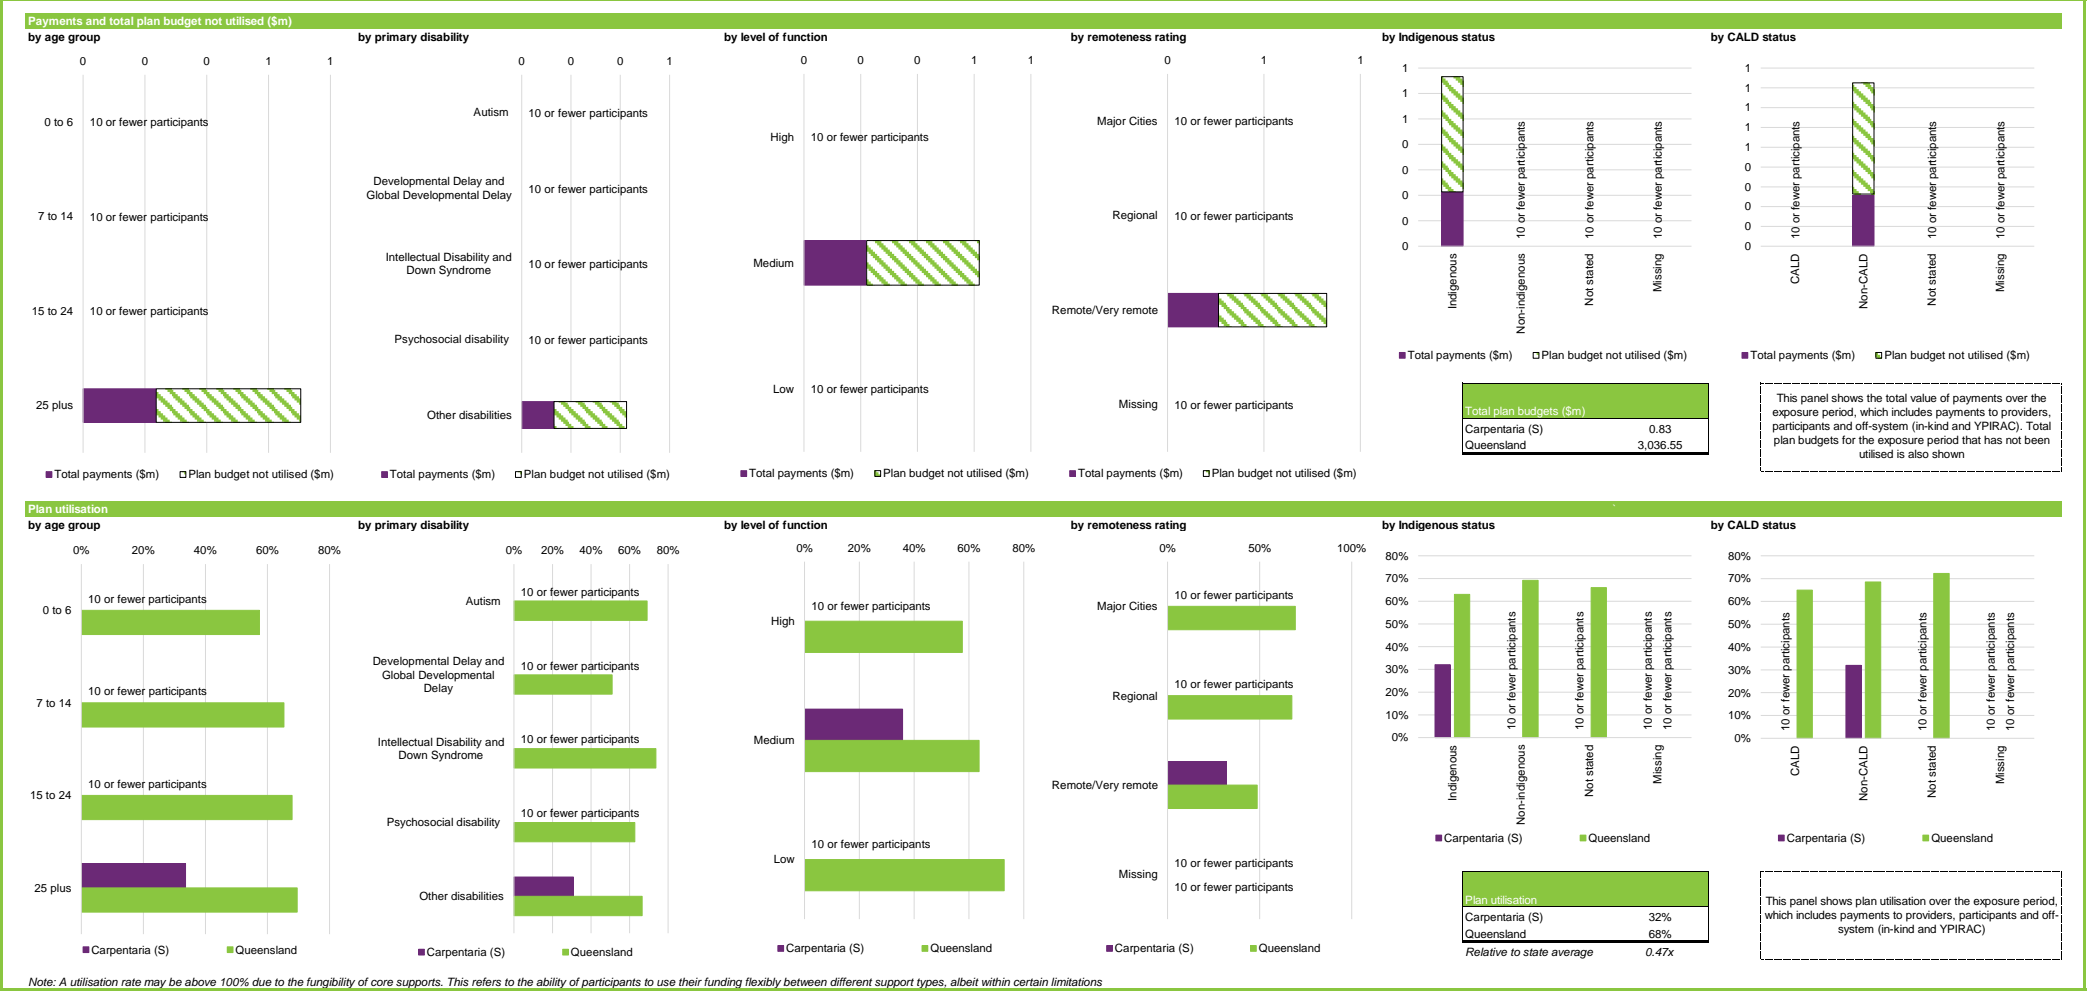 Payments and total plan budget not utilised ($m)
by age group
0 0 0 1 1
0 to 6 10 or fewer participants
7 to 14 10 or fewer participants
15 to 24 10 or fewer participants
25 plus
Total payments ($m) Plan budget not utilised ($m)
by primary disability
0 0 0 1
Autism 10 or fewer participants
Developmental Delay and
Global Developmental Delay
10 or fewer participants
Intellectual Disability and
Down Syndrome
10 or fewer participants
Psychosocial disability 10 or fewer participants
Other disabilities
Total payments ($m) Plan budget not utilised ($m)
by level of function
0 0 0 1 1
High 10 or fewer participants
Medium
Low 10 or fewer participants
Total payments ($m) Plan budget not utilised ($m)
by remoteness rating
0 1 1
Major Cities 10 or fewer participants
Regional 10 or fewer participants
Remote/Very remote
Missing 10 or fewer participants
Total payments ($m) Plan budget not utilised ($m)
by Indigenous status
1
1
1
0
0
0
0
0
10 or fewer participants
10 or fewer participants
10 or fewer participants
Indigenous
Non-indigenous
Not stated
Missing
Total payments ($m) Plan budget not utilised ($m)
by CALD status
1
1
1
1
1
0
0
0
0
0
10 or fewer participants
10 or fewer participants
10 or fewer participants
CALD
Non-CALD
Not stated
Missing
Total payments ($m) Plan budget not utilised ($m)
Total plan budgets ($m)
Carpentaria (S) 0.83
Queensland 3,036.55
This panel shows the total value of payments over the
exposure period, which includes payments to providers,
participants and off-system (in-kind and YPIRAC). Total
plan budgets for the exposure period that has not been
utilised is also shown
Plan utilisation
by age group
0% 20% 40% 60% 80%
0 to 6 10 or fewer participants
7 to 14 10 or fewer participants
15 to 24 10 or fewer participants
25 plus
Carpentaria (S) Queensland
by primary disability
0% 20% 40% 60% 80%
Autism 10 or fewer participants
Developmental Delay and
Global Developmental
Delay
10 or fewer participants
Intellectual Disability and
Down Syndrome
10 or fewer participants
Psychosocial disability 10 or fewer participants
Other disabilities
Carpentaria (S) Queensland
by level of function
0% 20% 40% 60% 80%
High 10 or fewer participants
Medium
Low 10 or fewer participants
Carpentaria (S) Queensland
by remoteness rating
0% 50% 100%
Major Cities 10 or fewer participants
Regional 10 or fewer participants
Remote/Very remote
Missing 10 or fewer participants
10 or fewer participants
Carpentaria (S) Queensland
by Indigenous status
80%
70%
60%
50%
40%
30%
20%
10%
0%
10 or fewer participants
10 or fewer participants
10 or fewer participants
10 or fewer participants
Indigenous
Non-indigenous
Not stated
Missing
Carpentaria (S) Queensland
by CALD status
80%
70%
60%
50%
40%
30%
20%
10%
0%
10 or fewer participants
10 or fewer participants
10 or fewer participants
10 or fewer participants
CALD
Non-CALD
Not stated
Missing
Carpentaria (S) Queensland
Plan utilisation
Carpentaria (S) 32%
Queensland 68%
Relative to state average 0.47x
This panel shows plan utilisation over the exposure period,
which includes payments to providers, participants and off-
system (in-kind and YPIRAC)
Note: A utilisation rate may be above 100% due to the fungibility of core supports. This refers to the ability of participants to use their funding flexibly between different support types, albeit within certain limitations